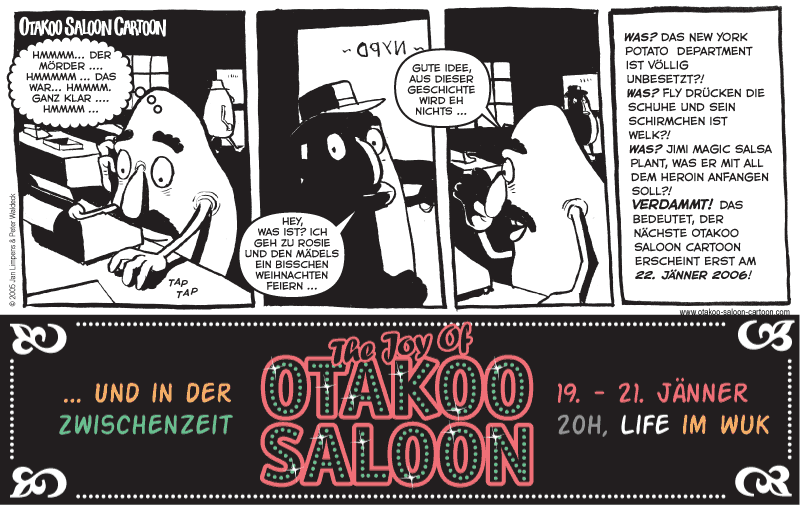 OTAKOO SALOON CARTOON
HMMMM... DER
MÖRDER ....
HMMMMM ... DAS
WAR... HMMMM.
GANZ KLAR ....
HMMMM ...
TAP
TAP
© 2005 Jan Limpens & Peter Waldeck
~ NYPD ~
HEY,
WAS IST? ICH
GEH ZU ROSIE
UND DEN MÄDELS
EIN BISSCHEN
WEIHNACHTEN
FEIERN ...
GUTE IDEE,
AUS DIESER
GESCHICHTE
WIRD EH
NICHTS ...
WAS? DAS NEW YORK
POTATO DEPARTMENT
IST VÖLLIG
UNBESETZT?!
WAS? FLY DRÜCKEN DIE
SCHUHE UND SEIN
SCHIRMCHEN IST
WELK?!
WAS? JIMI MAGIC SALSA
PLANT, WAS ER MIT ALL
DEM HEROIN ANFANGEN
SOLL?!
VERDAMMT! DAS
BEDEUTET, DER
NÄCHSTE OTAKOO
SALOON CARTOON
ERSCHEINT ERST AM
22. JÄNNER 2006!
www.otakoo-saloon-cartoon.com
... UND IN DER
ZWISCHENZEIT
The Joy Of
OTAKOO
SALOON
19. - 21. JÄNNER
20H, LIFE IM WUK